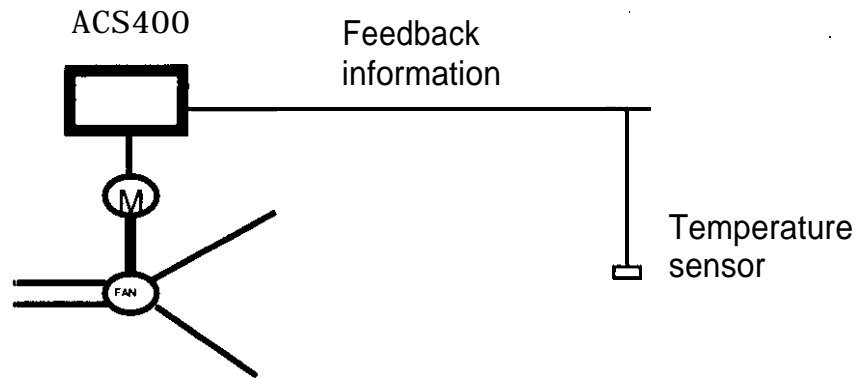 ACS400
Feedback
information
M
FAN
Temperature
sensor